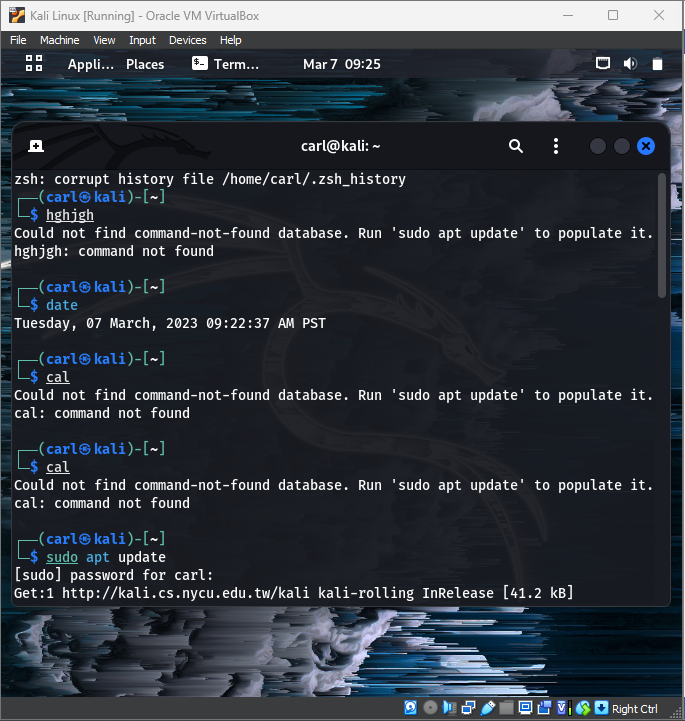 Kali Linux [Running] - Oracle VM VirtualBox
File Machine View Input Devices Help
Appli... Places Term... Mar 7 09:25
carl@kali: ~
zsh: corrupt history file /home/carl/.zsh_history
┌──(carl㉿kali)-[~]
└─$ hghjgh
Could not find command-not-found database. Run 'sudo apt update' to populate it.
hghjgh: command not found
┌──(carl㉿kali)-[~]
└─$ date
Tuesday, 07 March, 2023 09:22:37 AM PST
┌──(carl㉿kali)-[~]
└─$ cal
Could not find command-not-found database. Run 'sudo apt update' to populate it.
cal: command not found
┌──(carl㉿kali)-[~]
└─$ cal
Could not find command-not-found database. Run 'sudo apt update' to populate it.
cal: command not found
┌──(carl㉿kali)-[~]
└─$ sudo apt update
[sudo] password for carl:
Get:1 http://kali.cs.nycu.edu.tw/kali kali-rolling InRelease [41.2 kB]
Right Ctrl